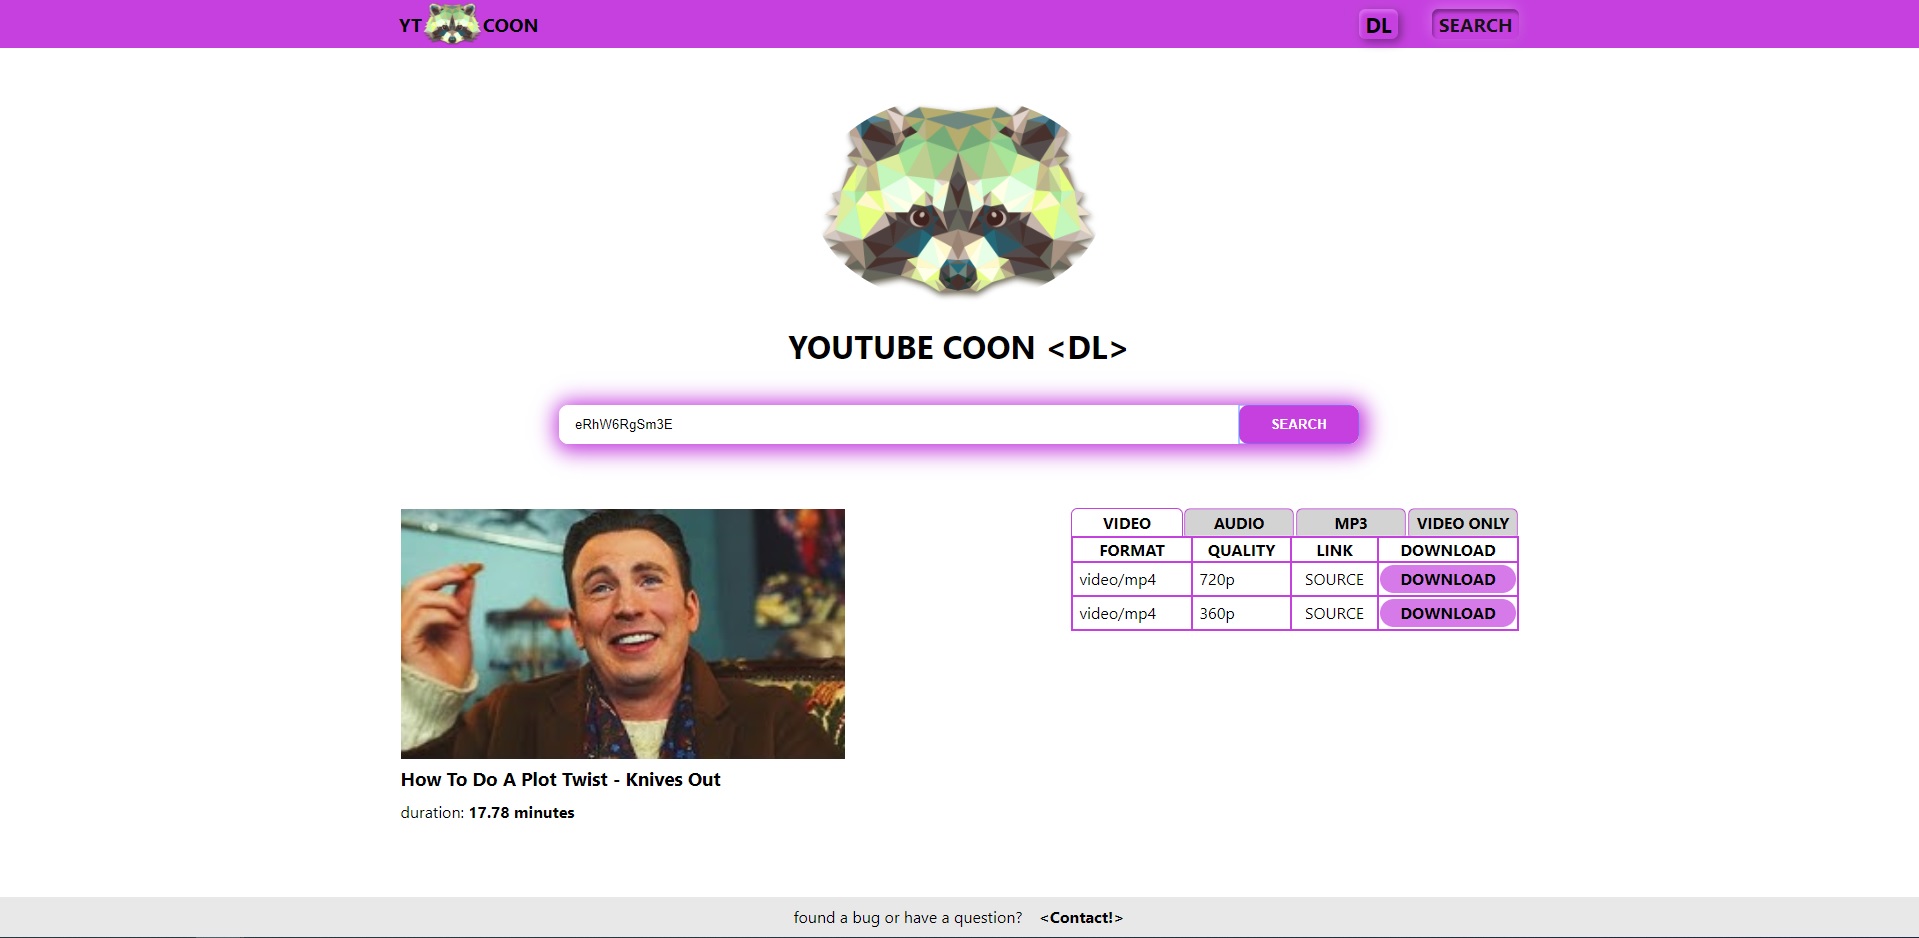 YT COON
DL SEARCH
YOUTUBE COON <DL>
eRhW6RgSm3E SEARCH
VIDEO AUDIO MP3 VIDEO ONLY
FORMAT QUALITY LINK DOWNLOAD
video/mp4 720p SOURCE DOWNLOAD
video/mp4 360p SOURCE DOWNLOAD
How To Do A Plot Twist - Knives Out
duration: 17.78 minutes
found a bug or have a question? <Contact!>